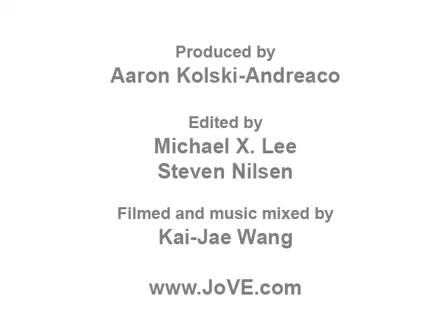 Produced by
Aaron Kolski-Andreaco
Edited by
Michael X. Lee
Steven Nilsen
Filmed and music mixed by
Kai-Jae Wang
www.JoVE.com